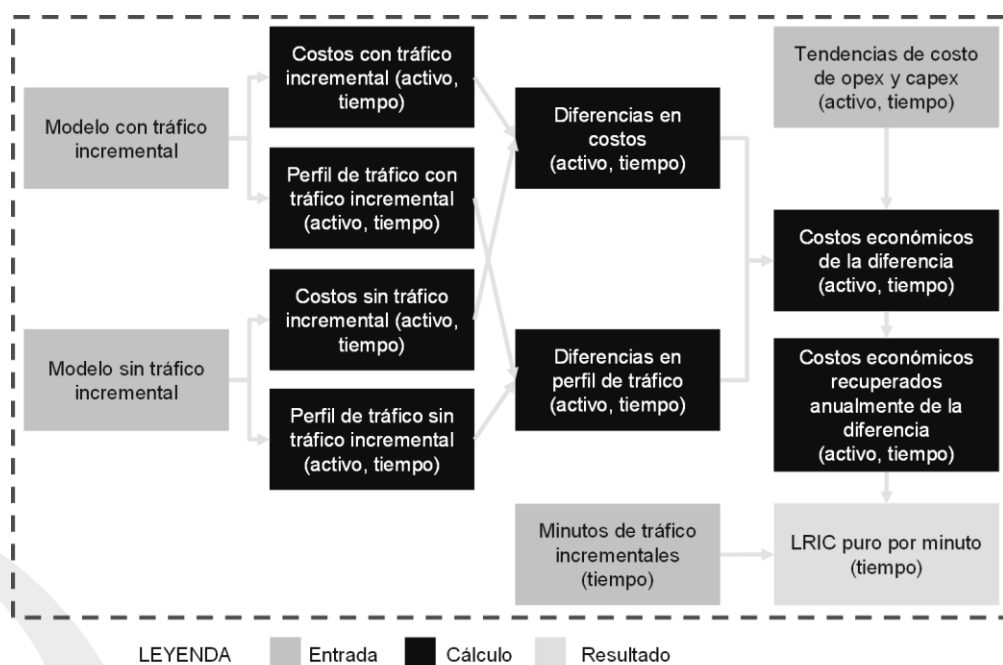 Modelo con tráfico
incremental
Modelo sin tráfico
incremental
Costos con tráfico
incremental (activo,
tiempo)
Perfil de tráfico con
tráfico incremental
(activo, tiempo)
Costos sin tráfico
incremental (activo,
tiempo)
Perfil de tráfico sin
tráfico incremental
(activo, tiempo)
Diferencias en
costos
(activo, tiempo)
Diferencias en
perfil de tráfico
(activo, tiempo)
Minutos de tráfico
incrementales
(tiempo)
Tendencias de costo
de opex y capex
(activo, tiempo)
Costos económicos
de la diferencia
(activo, tiempo)
Costos económicos
recuperados
anualmente de la
diferencia
(activo, tiempo)
LRIC puro por minuto
(tiempo)
LEYENDA
Entrada
Cálculo
Resultado